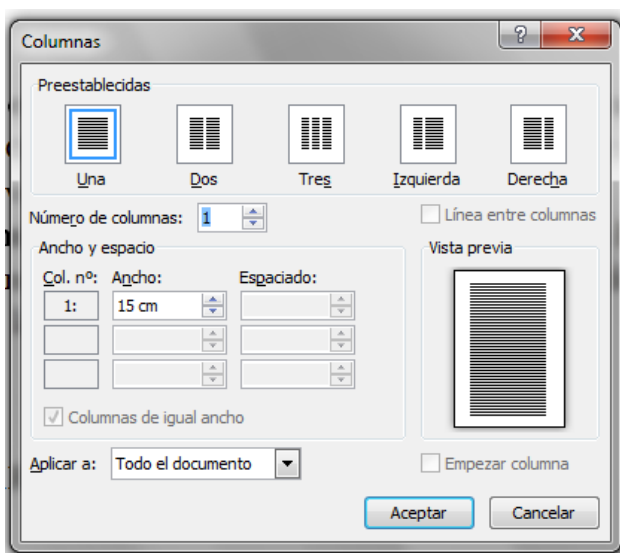 Columnas
Preestablecidas
Una Dos Tres Izquierda Derecha
Número de columnas: 1 Línea entre columnas
Ancho y espacio Vista previa
Col. nº: Ancho: Espaciado:
1: 15 cm
Columnas de igual ancho
Aplicar a: Todo el documento Empezar columna
Aceptar Cancelar